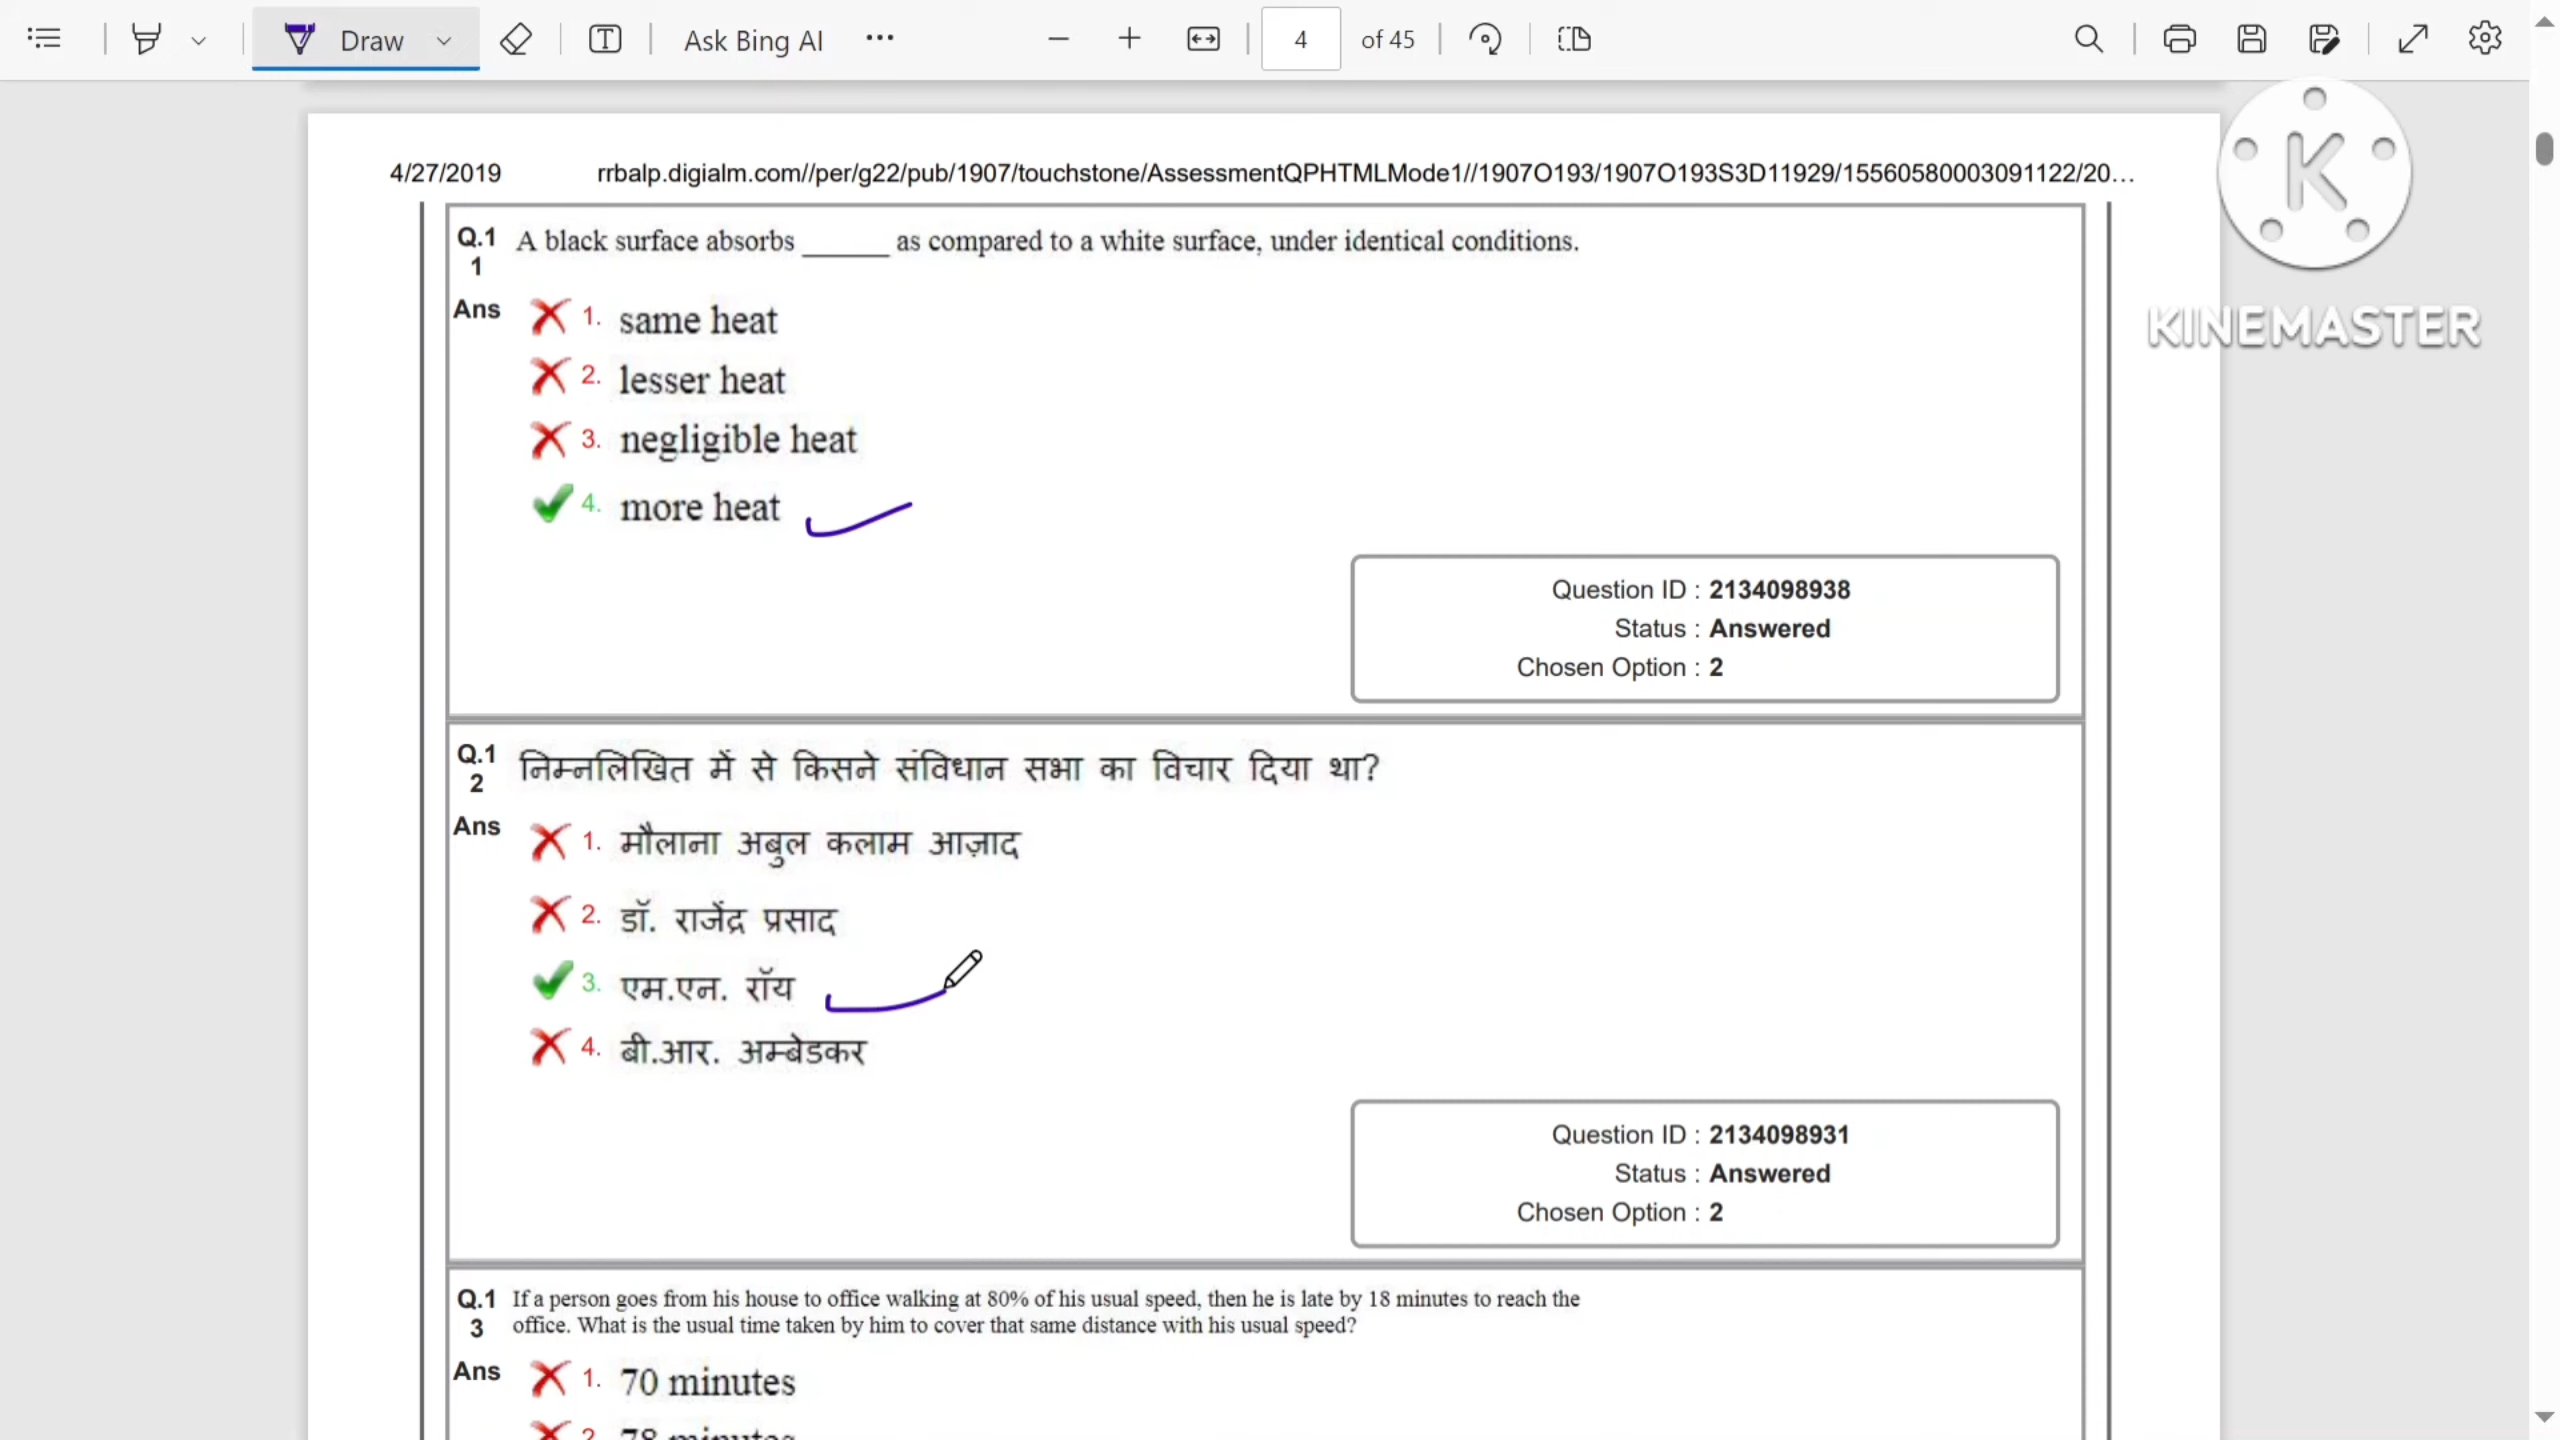 Draw
Ask Bing AI
4 of 45
4/27/2019 rrbalp.digialm.com//per/g22/pub/1907/touchstone/AssessmentQPHTMLMode1//1907O193/1907O193S3D11929/15560580003091122/20...
K
KINEMASTER
Q.1 1 A black surface absorbs ______ as compared to a white surface, under identical conditions.
Ans 1. same heat
2. lesser heat
3. negligible heat
4. more heat
Question ID : 2134098938
Status : Answered
Chosen Option : 2
Q.1 2 निम्नलिखित में से किसने संविधान सभा का विचार दिया था?
Ans 1. मौलाना अबुल कलाम आज़ाद
2. डॉ. राजेंद्र प्रसाद
3. एम.एन. रॉय
4. बी.आर. अम्बेडकर
Question ID : 2134098931
Status : Answered
Chosen Option : 2
Q.1 If a person goes from his house to office walking at 80% of his usual speed, then he is late by 18 minutes to reach the
3 office. What is the usual time taken by him to cover that same distance with his usual speed?
Ans 1. 70 minutes
2. 78 minutes